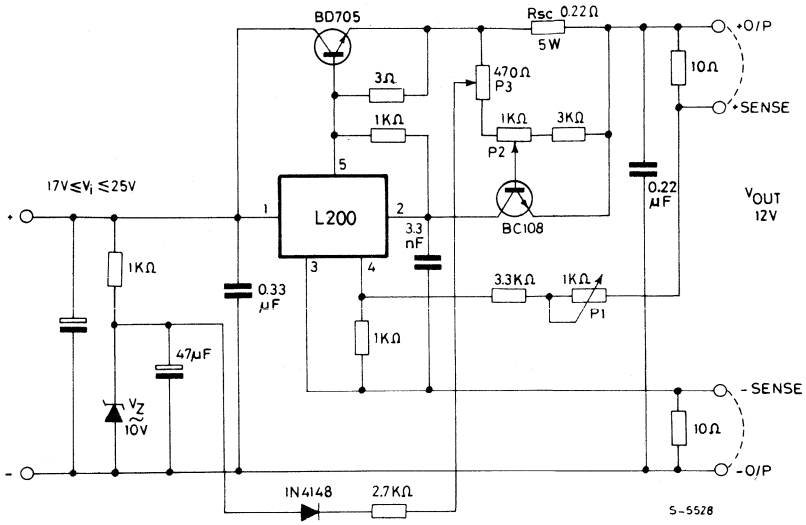 BD705
Rsc 0.22Ω
5W
+O/P
3Ω
470Ω
P3
10Ω
1KΩ
1KΩ
3KΩ
+SENSE
P2
5
17V≤Vi≤25V
0.22
μF
VOUT
12V
+
1
L200
2
3.3
nF
BC108
3
4
1KΩ
0.33
μF
3.3KΩ
1KΩ
P1
1KΩ
47μF
- SENSE
VZ
~
10V
10Ω
-
-O/P
1N4148
2.7KΩ
S-5528